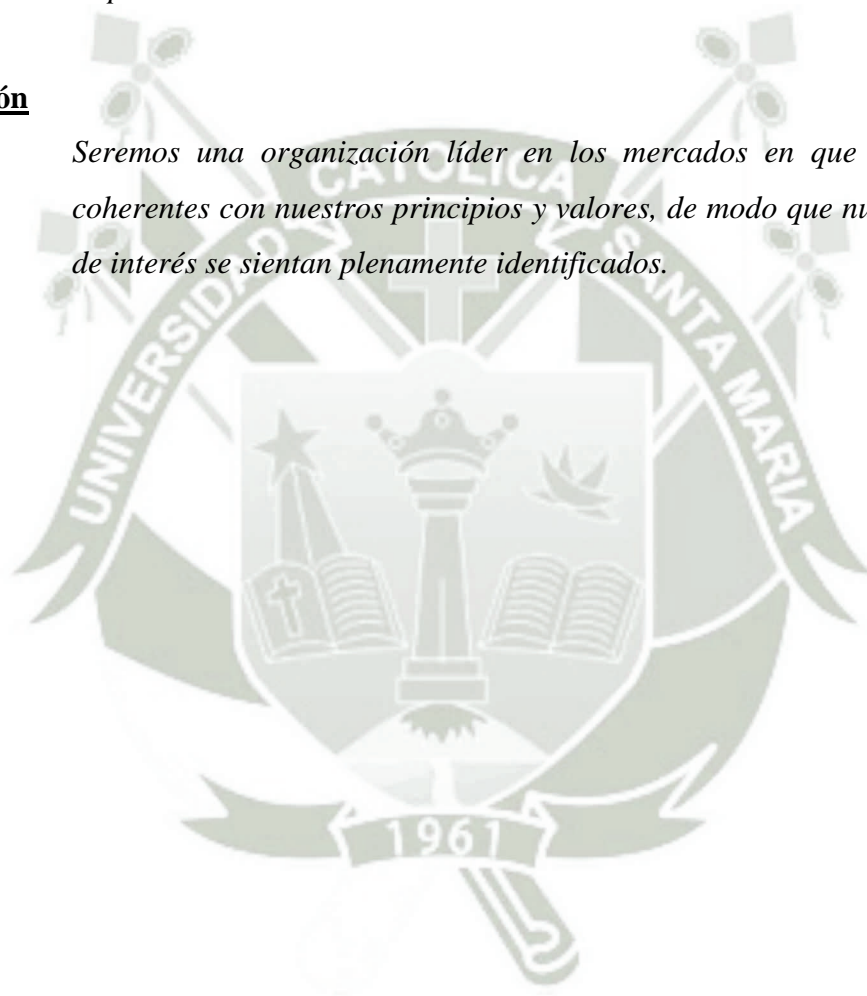 ón
Seremos una organización líder en los mercados en que
coherentes con nuestros principios y valores, de modo que nu
de interés se sientan plenamente identificados.
UNIVERSIDAD CATOLICA SANTA MARIA
1961